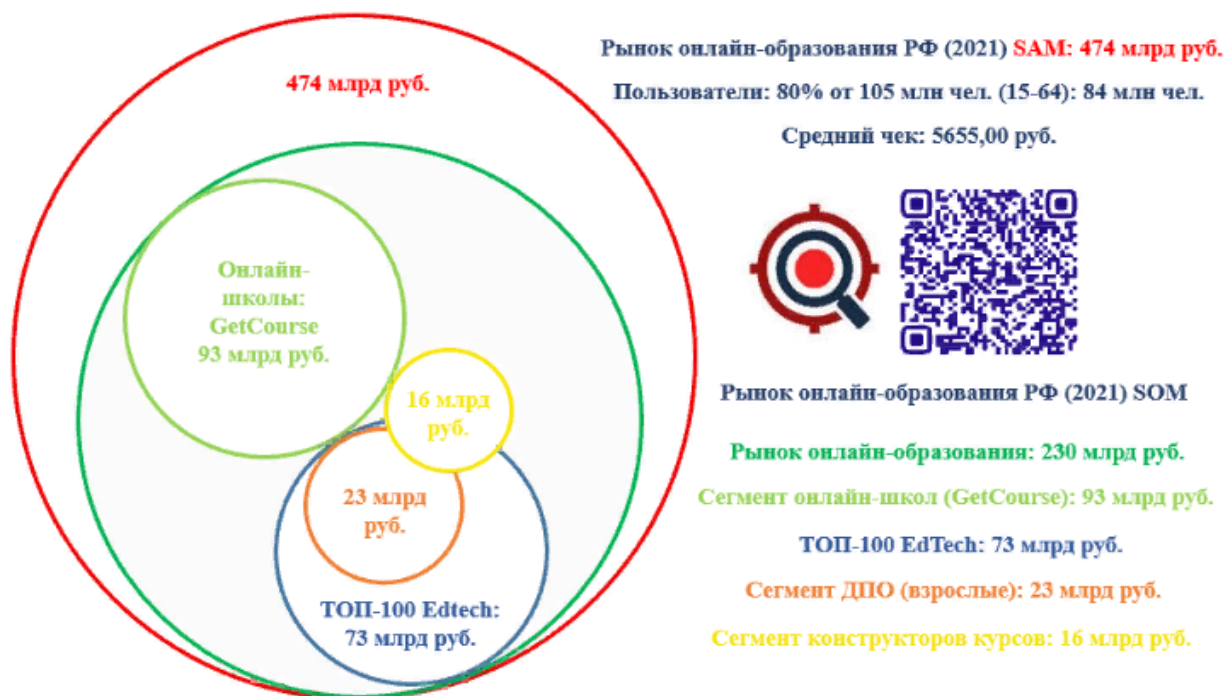 474 млрд руб.
Онлайн-
школы:
GetCourse
93 млрд руб.
16 млрд
руб.
23 млрд
руб.
ТОП-100 Edtech:
73 млрд руб.
Рынок онлайн-образования РФ (2021) SAM: 474 млрд руб.
Пользователи: 80% от 105 млн чел. (15-64): 84 млн чел.
Средний чек: 5655,00 руб.
Рынок онлайн-образования РФ (2021) SOM
Рынок онлайн-образования: 230 млрд руб.
Сегмент онлайн-школ (GetCourse): 93 млрд руб.
ТОП-100 EdTech: 73 млрд руб.
Сегмент ДПО (взрослые): 23 млрд руб.
Сегмент конструкторов курсов: 16 млрд руб.